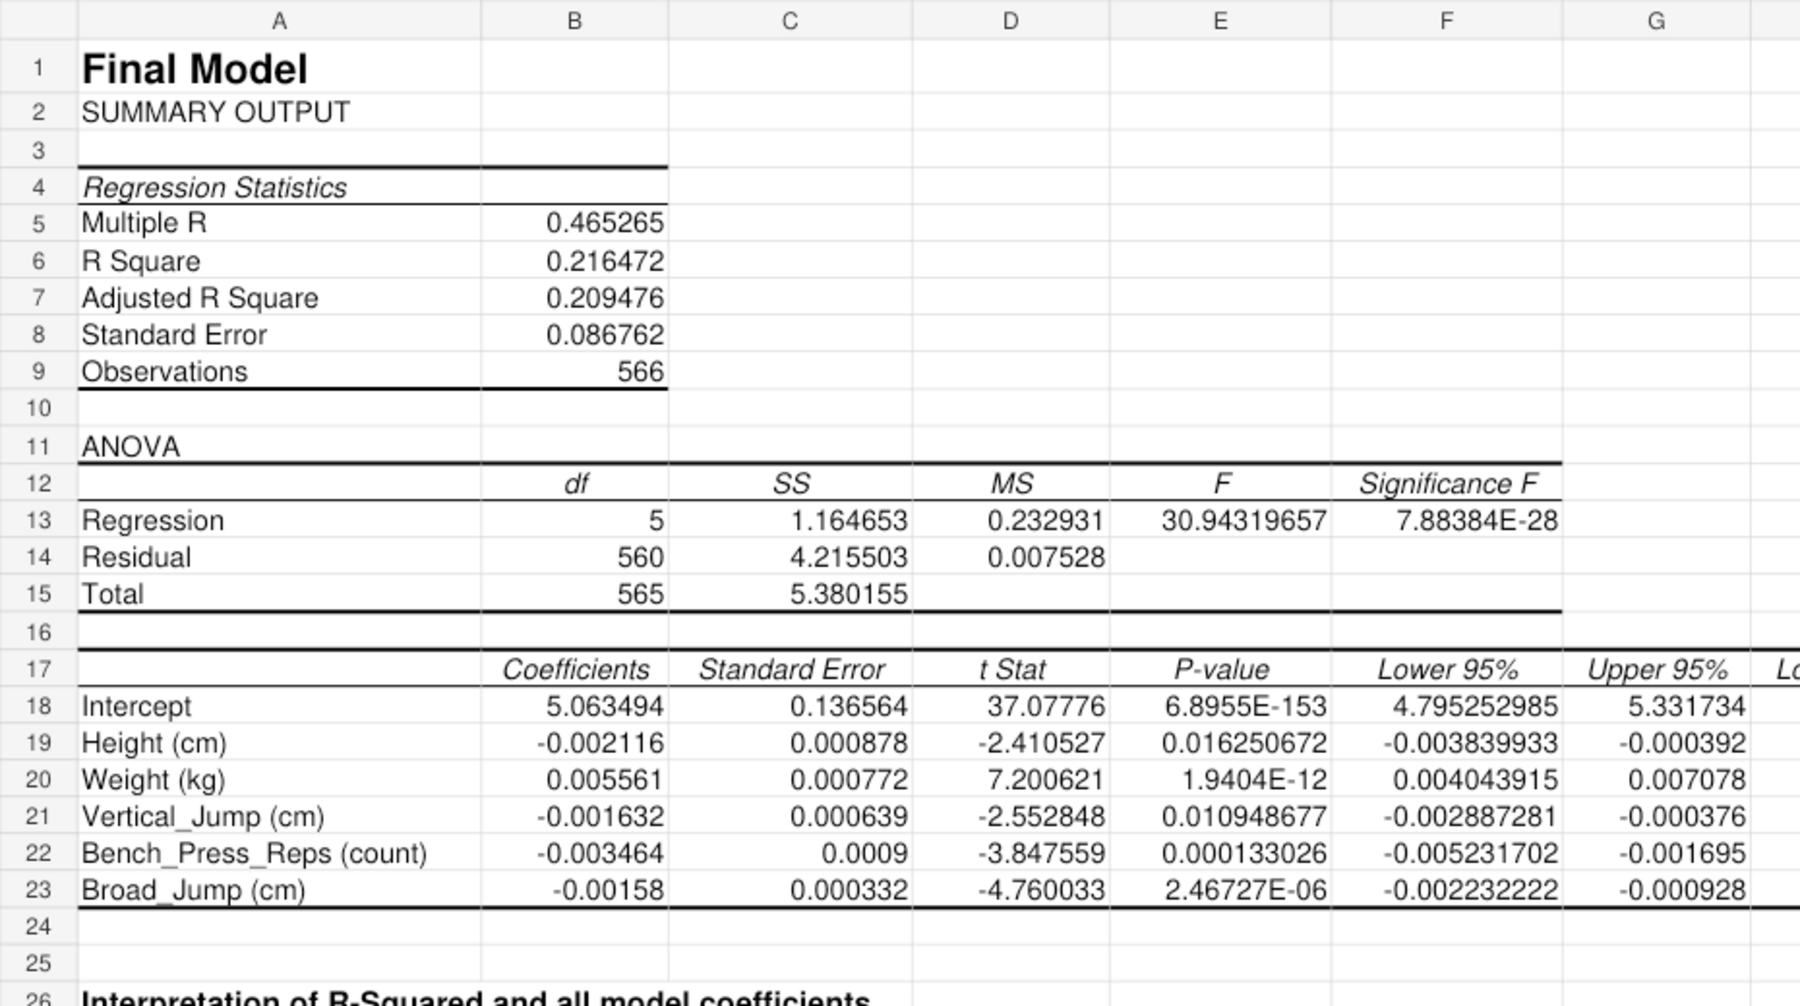 A B C D E F G
1 Final Model
2 SUMMARY OUTPUT
3
4 Regression Statistics
5 Multiple R 0.465265
6 R Square 0.216472
7 Adjusted R Square 0.209476
8 Standard Error 0.086762
9 Observations 566
10
11 ANOVA
12 df SS MS F Significance F
13 Regression 5 1.164653 0.232931 30.94319657 7.88384E-28
14 Residual 560 4.215503 0.007528
15 Total 565 5.380155
16
17 Coefficients Standard Error t Stat P-value Lower 95% Upper 95% Lo
18 Intercept 5.063494 0.136564 37.07776 6.8955E-153 4.795252985 5.331734
19 Height (cm) -0.002116 0.000878 -2.410527 0.016250672 -0.003839933 -0.000392
20 Weight (kg) 0.005561 0.000772 7.200621 1.9404E-12 0.004043915 0.007078
21 Vertical_Jump (cm) -0.001632 0.000639 -2.552848 0.010948677 -0.002887281 -0.000376
22 Bench_Press_Reps (count) -0.003464 0.0009 -3.847559 0.000133026 -0.005231702 -0.001695
23 Broad_Jump (cm) -0.00158 0.000332 -4.760033 2.46727E-06 -0.002232222 -0.000928
24
25
26 Interpretation of R-Squared and all model coefficients